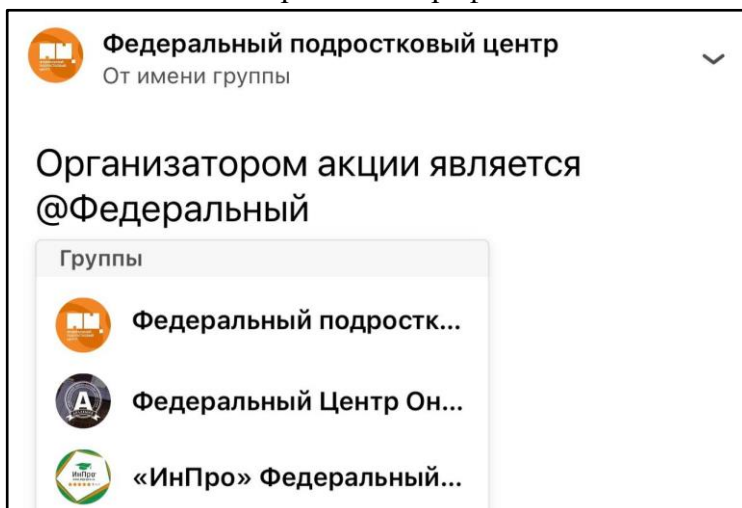 Федеральный подростковый центр
От имени группы
Организатором акции является
@Федеральный
Группы
Федеральный подростк...
Федеральный Центр Он...
«ИнПро» Федеральный...